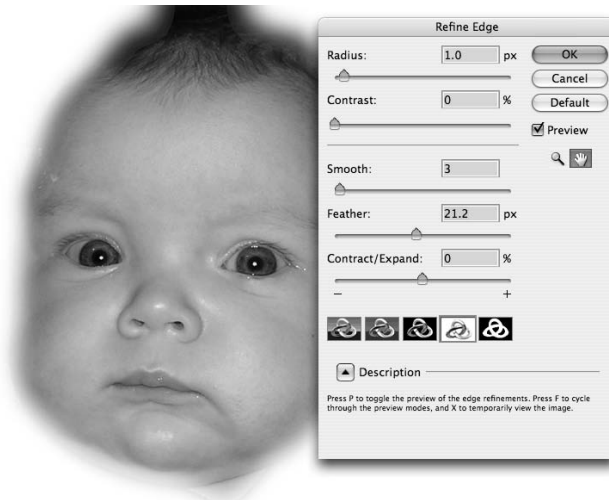 Refine Edge
Radius: 1.0 px OK
Cancel
Contrast: 0 % Default
Preview
Smooth: 3
Feather: 21.2 px
Contract/Expand: 0 %
− +
Description
Press P to toggle the preview of the edge refinements. Press F to cycle
through the preview modes, and X to temporarily view the image.